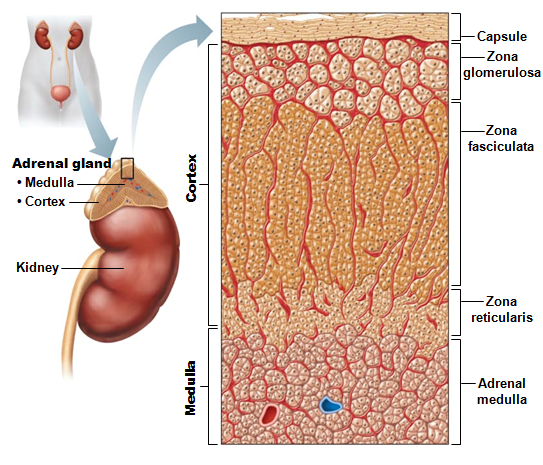 Adrenal gland
• Medulla
• Cortex
Kidney
Cortex
Medulla
Capsule
Zona
glomerulosa
Zona
fasciculata
Zona
reticularis
Adrenal
medulla